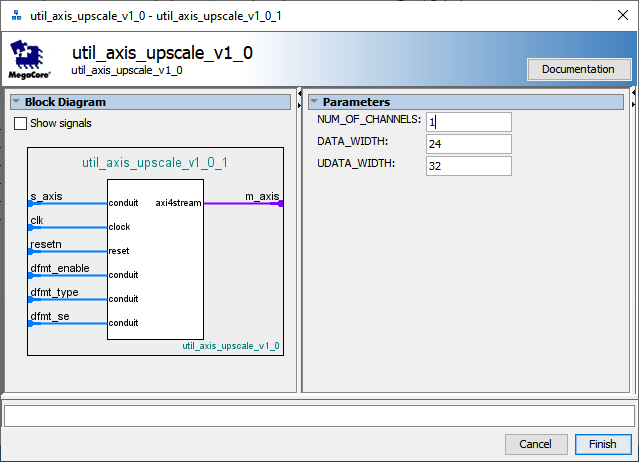 util_axis_upscale_v1_0 - util_axis_upscale_v1_0_1
MegaCore®
util_axis_upscale_v1_0
util_axis_upscale_v1_0
Documentation
Block Diagram
Show signals
util_axis_upscale_v1_0_1
s_axis
conduit
axi4stream
m_axis
clk
clock
resetn
reset
dfmt_enable
conduit
dfmt_type
conduit
dfmt_se
conduit
util_axis_upscale_v1_0
Parameters
NUM_OF_CHANNELS: 1
DATA_WIDTH: 24
UDATA_WIDTH: 32
Cancel
Finish